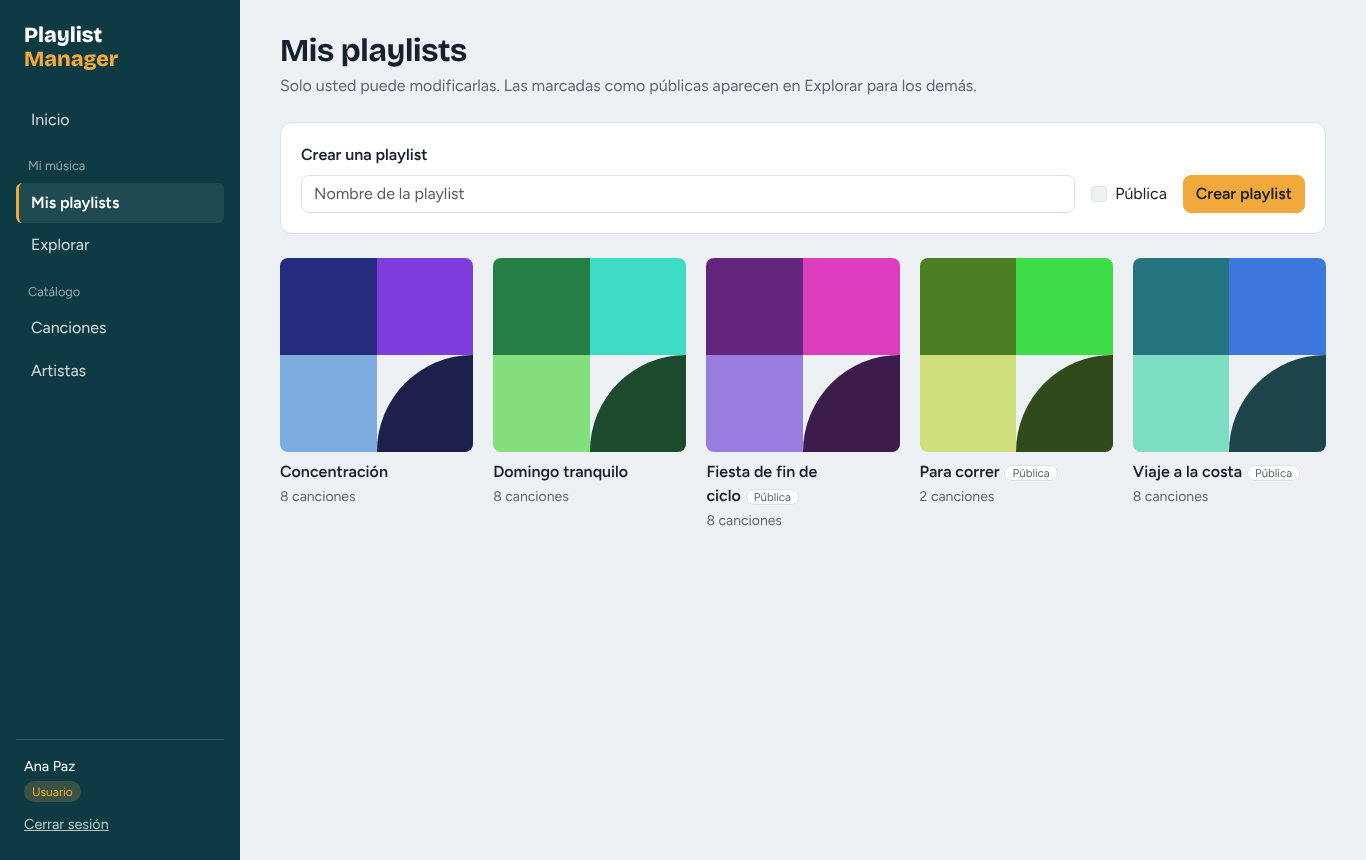 Playlist
Manager
Inicio
Mi música
Mis playlists
Explorar
Catálogo
Canciones
Artistas
Ana Paz
Usuario
Cerrar sesión
Mis playlists
Solo usted puede modificarlas. Las marcadas como públicas aparecen en Explorar para los demás.
Crear una playlist
Nombre de la playlist
Pública
Crear playlist
Concentración
8 canciones
Domingo tranquilo
8 canciones
Fiesta de fin de
ciclo Pública
8 canciones
Para correr Pública
2 canciones
Viaje a la costa Pública
8 canciones